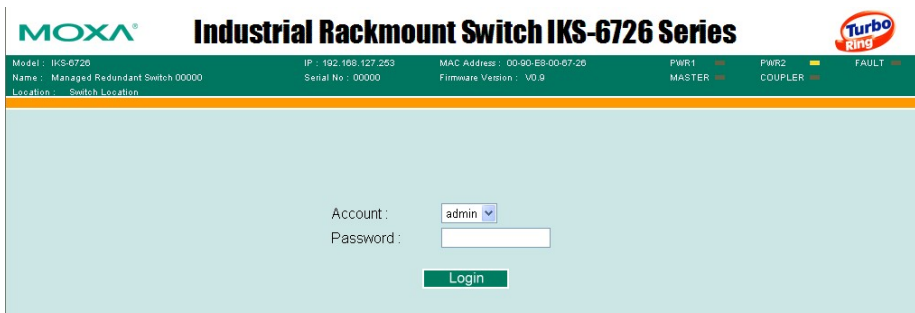 MOXA® Industrial Rackmount Switch IKS-6726 Series Turbo Ring
Model : IKS-6726 IP : 192.168.127.253 MAC Address : 00-90-E8-00-67-26 PWR1 PWR2 FAULT
Name : Managed Redundant Switch 00000 Serial No : 00000 Firmware Version : V0.9 MASTER COUPLER
Location : Switch Location
Account : admin
Password :
Login